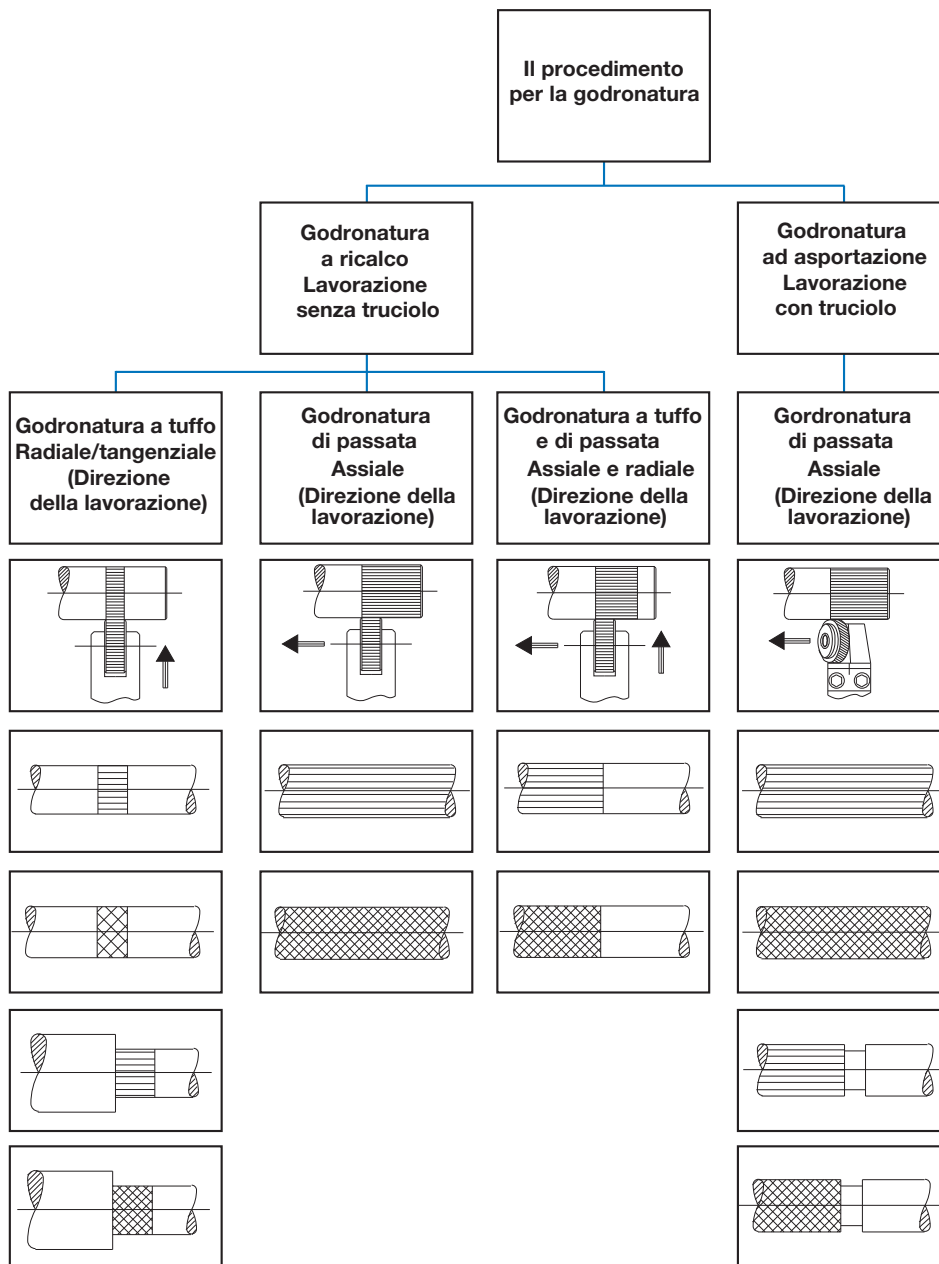 Il procedimento
per la godronatura
Godronatura
a ricalco
Lavorazione
senza truciolo
Godronatura
ad asportazione
Lavorazione
con truciolo
Godronatura a tuffo
Radiale/tangenziale
(Direzione
della lavorazione)
Godronatura
di passata
Assiale
(Direzione della
lavorazione)
Godronatura a tuffo
e di passata
Assiale e radiale
(Direzione della
lavorazione)
Gordronatura
di passata
Assiale
(Direzione della
lavorazione)